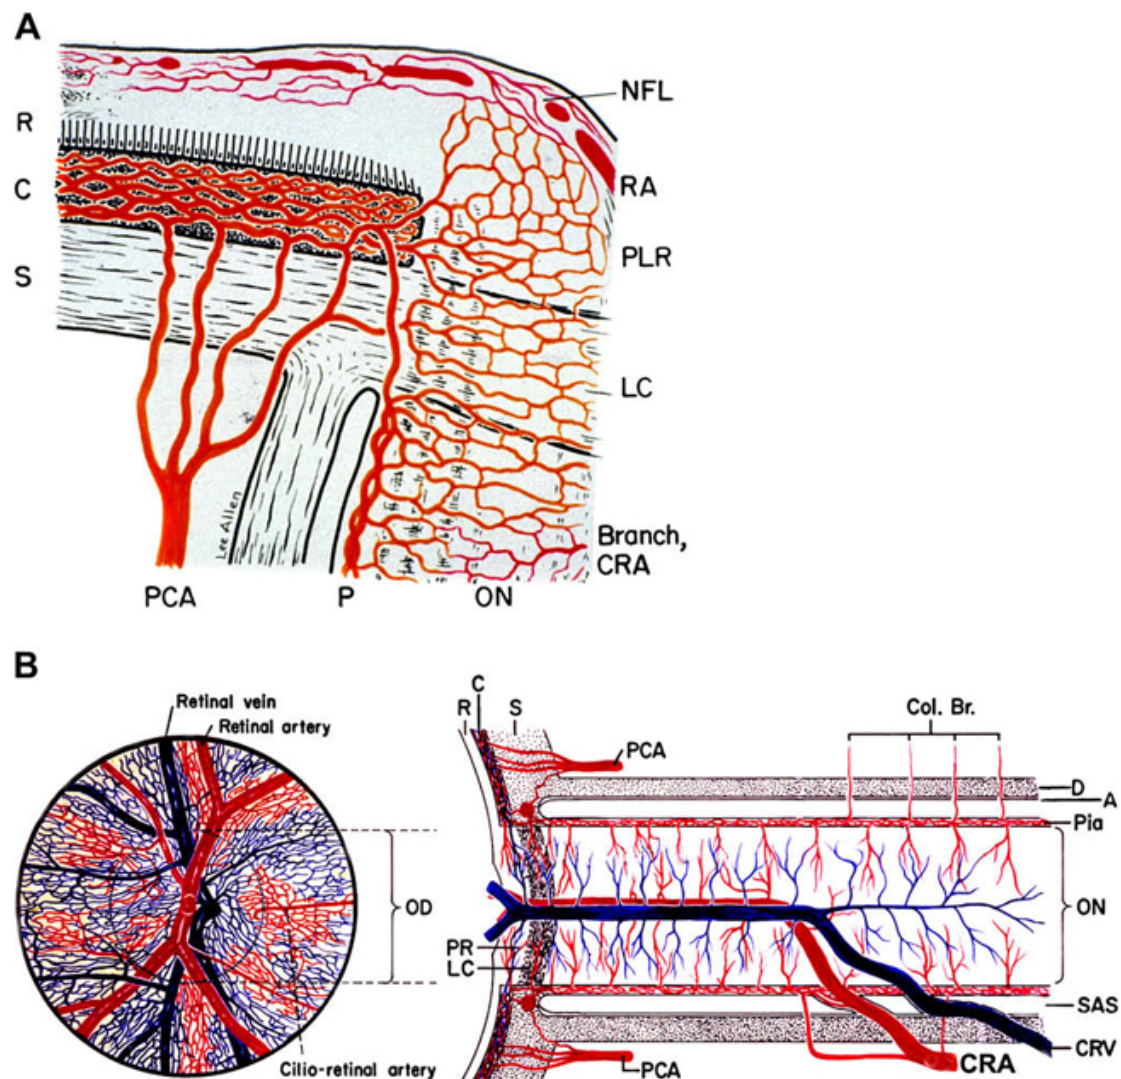 A
NFL
R
RA
C
PLR
S
LC
Lee Allen
Branch,
CRA
PCA
P
ON
B
Retinal vein
Retinal artery
OD
Cilio-retinal artery
C
R
S
PCA
Col. Br.
D
A
Pia
ON
PR
LC
SAS
CRV
CRA
PCA